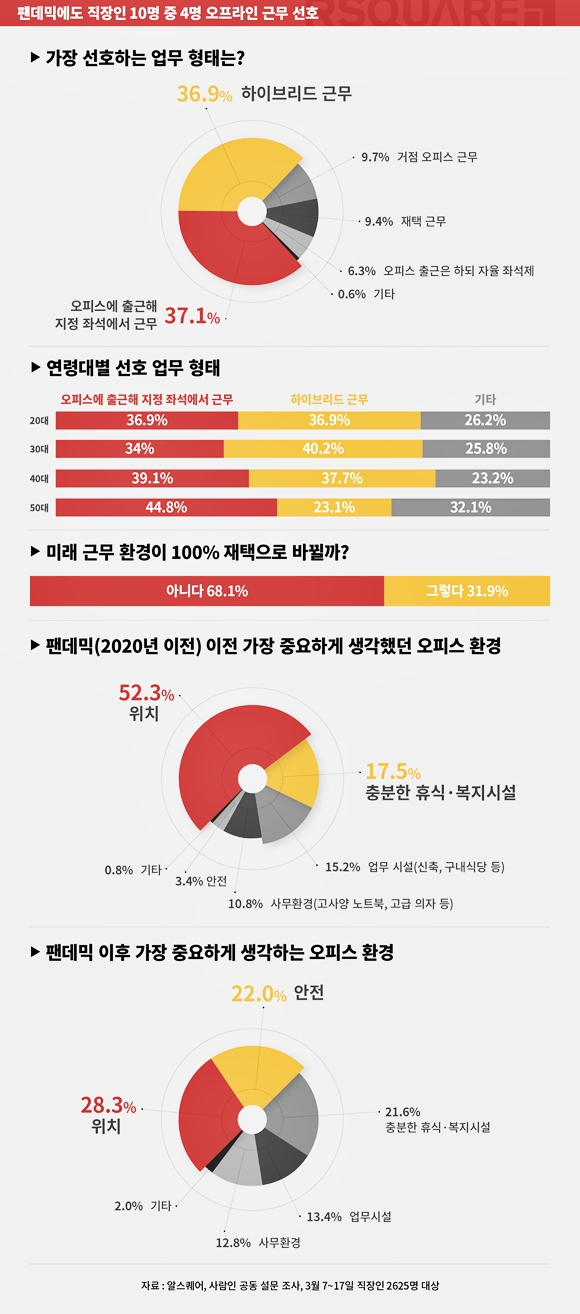 팬데믹에도 직장인 10명 중 4명 오프라인 근무 선호
RSQUARE
▶ 가장 선호하는 업무 형태는?
36.9% 하이브리드 근무
9.7% 거점 오피스 근무
9.4% 재택 근무
6.3% 오피스 출근은 하되 자율 좌석제
0.6% 기타
오피스에 출근해
지정 좌석에서 근무 37.1%
▶ 연령대별 선호 업무 형태
오피스에 출근해 지정 좌석에서 근무 하이브리드 근무 기타
20대 36.9% 36.9% 26.2%
30대 34% 40.2% 25.8%
40대 39.1% 37.7% 23.2%
50대 44.8% 23.1% 32.1%
▶ 미래 근무 환경이 100% 재택으로 바뀔까?
아니다 68.1% 그렇다 31.9%
▶ 팬데믹(2020년 이전) 이전 가장 중요하게 생각했던 오피스 환경
52.3%
위치
17.5%
충분한 휴식·복지시설
15.2% 업무 시설(신축, 구내식당 등)
0.8% 기타
3.4% 안전
10.8% 사무환경(고사양 노트북, 고급 의자 등)
▶ 팬데믹 이후 가장 중요하게 생각하는 오피스 환경
22.0% 안전
28.3%
위치
21.6%
충분한 휴식·복지시설
2.0% 기타
13.4% 업무시설
12.8% 사무환경
자료 : 알스퀘어, 사람인 공동 설문 조사, 3월 7~17일 직장인 2625명 대상